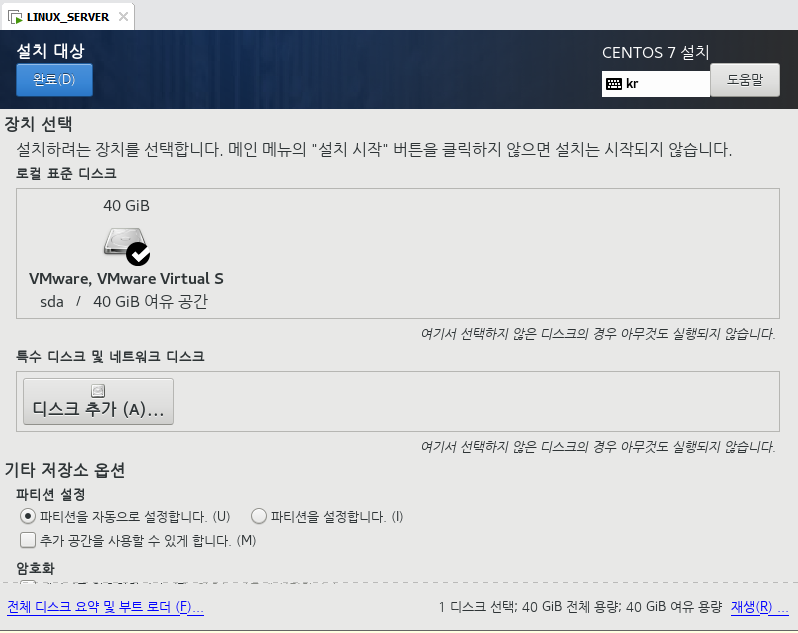 LINUX_SERVER
설치 대상
CENTOS 7 설치
완료(D)
kr
도움말
장치 선택
설치하려는 장치를 선택합니다. 메인 메뉴의 "설치 시작" 버튼을 클릭하지 않으면 설치는 시작되지 않습니다.
로컬 표준 디스크
40 GiB
VMware, VMware Virtual S
sda / 40 GiB 여유 공간
여기서 선택하지 않은 디스크의 경우 아무것도 실행되지 않습니다.
특수 디스크 및 네트워크 디스크
디스크 추가 (A)...
여기서 선택하지 않은 디스크의 경우 아무것도 실행되지 않습니다.
기타 저장소 옵션
파티션 설정
파티션을 자동으로 설정합니다. (U) 파티션을 설정합니다. (I)
추가 공간을 사용할 수 있게 합니다. (M)
암호화
전체 디스크 요약 및 부트 로더 (F)...
1 디스크 선택; 40 GiB 전체 용량; 40 GiB 여유 용량 재생(R) ...